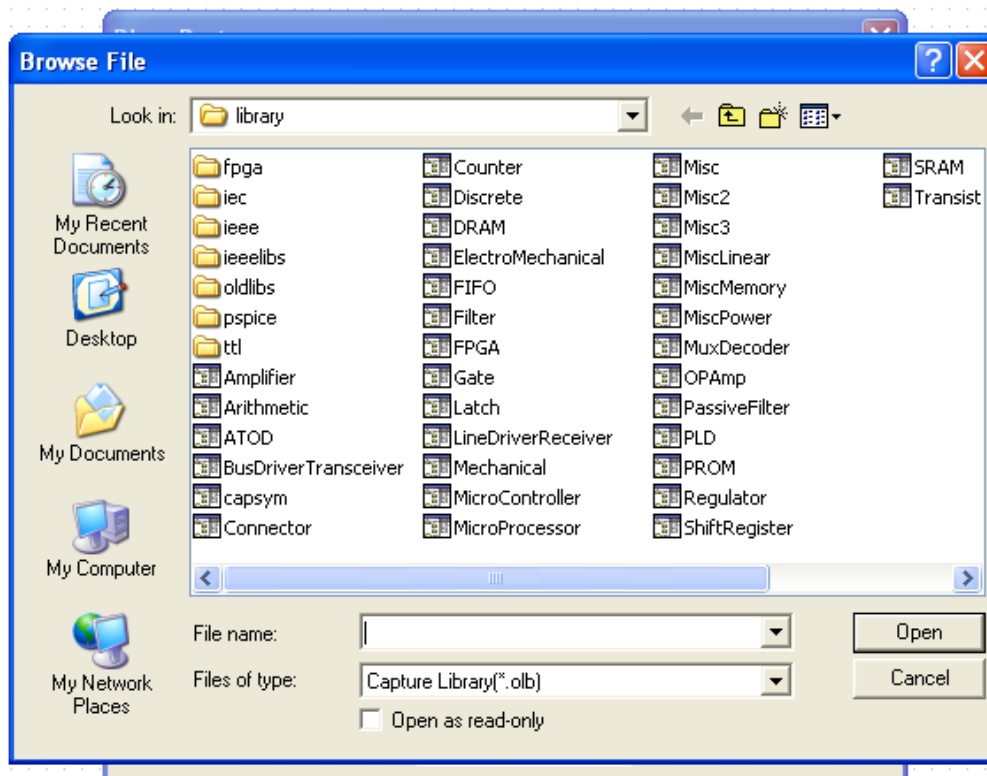 Browse File
Look in:
library
My Recent
Documents
Desktop
My Documents
My Computer
My Network
Places
fpga
iec
ieee
ieeelibs
oldlibs
pspice
ttl
Amplifier
Arithmetic
ATOD
BusDriverTransceiver
capsym
Connector
Counter
Discrete
DRAM
ElectroMechanical
FIFO
Filter
FPGA
Gate
Latch
LineDriverReceiver
Mechanical
MicroController
MicroProcessor
Misc
Misc2
Misc3
MiscLinear
MiscMemory
MiscPower
MuxDecoder
OPAmp
PassiveFilter
PLD
PROM
Regulator
ShiftRegister
SRAM
Transist
File name:
Open
Files of type:
Capture Library(*.olb)
Cancel
Open as read-only